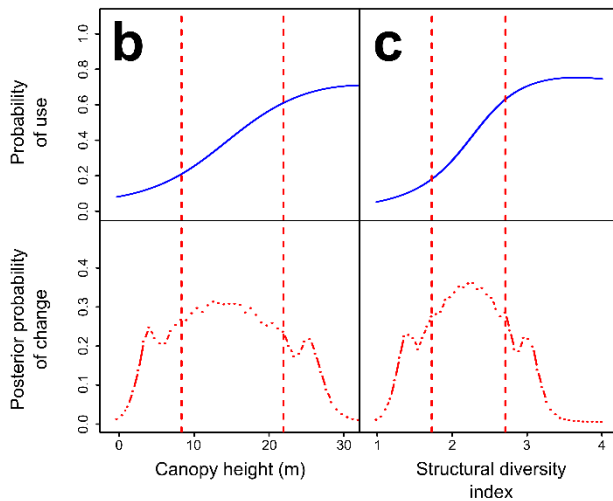 b
c
Probability
of use
0.0 0.2 0.4 0.6 0.8 1.0
Posterior probability
of change
0.0 0.1 0.2 0.3 0.4
0 10 20 30
1 2 3 4
Canopy height (m)
Structural diversity
index